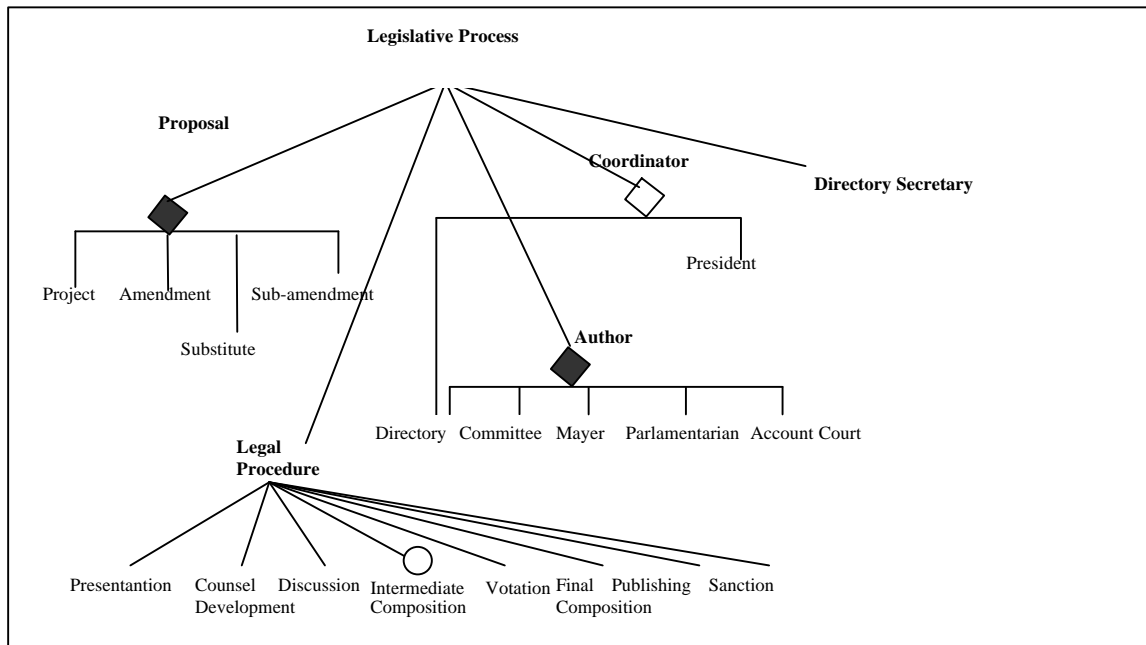 Legislative Process
Proposal
Coordinator
Directory Secretary
President
Project Amendment Sub-amendment
Substitute
Author
Directory Committee Mayer Parlamentarian Account Court
Legal
Procedure
Presentantion
Counsel
Development
Discussion
Intermediate
Composition
Votation
Final
Composition
Publishing
Sanction